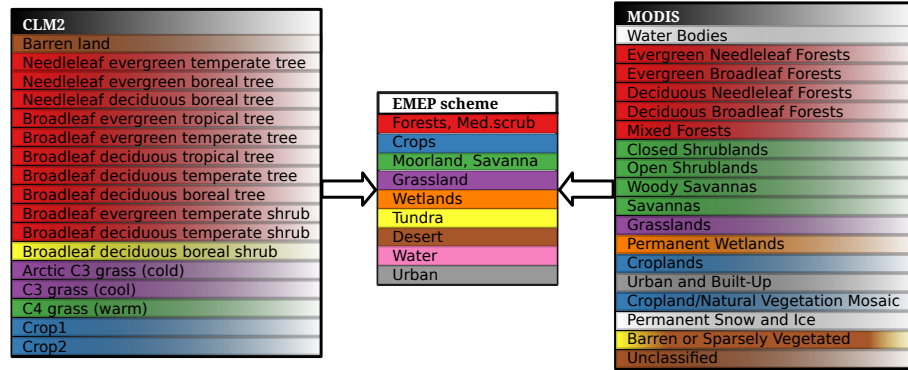 CLM2
Barren land
Needleleaf evergreen temperate tree
Needleleaf evergreen boreal tree
Needleleaf deciduous boreal tree
Broadleaf evergreen tropical tree
Broadleaf evergreen temperate tree
Broadleaf deciduous tropical tree
Broadleaf deciduous temperate tree
Broadleaf deciduous boreal tree
Broadleaf evergreen temperate shrub
Broadleaf deciduous temperate shrub
Broadleaf deciduous boreal shrub
Arctic C3 grass (cold)
C3 grass (cool)
C4 grass (warm)
Crop1
Crop2
EMEP scheme
Forests, Med.scrub
Crops
Moorland, Savanna
Grassland
Wetlands
Tundra
Desert
Water
Urban
MODIS
Water Bodies
Evergreen Needleleaf Forests
Evergreen Broadleaf Forests
Deciduous Needleleaf Forests
Deciduous Broadleaf Forests
Mixed Forests
Closed Shrublands
Open Shrublands
Woody Savannas
Savannas
Grasslands
Permanent Wetlands
Croplands
Urban and Built-Up
Cropland/Natural Vegetation Mosaic
Permanent Snow and Ice
Barren or Sparsely Vegetated
Unclassified